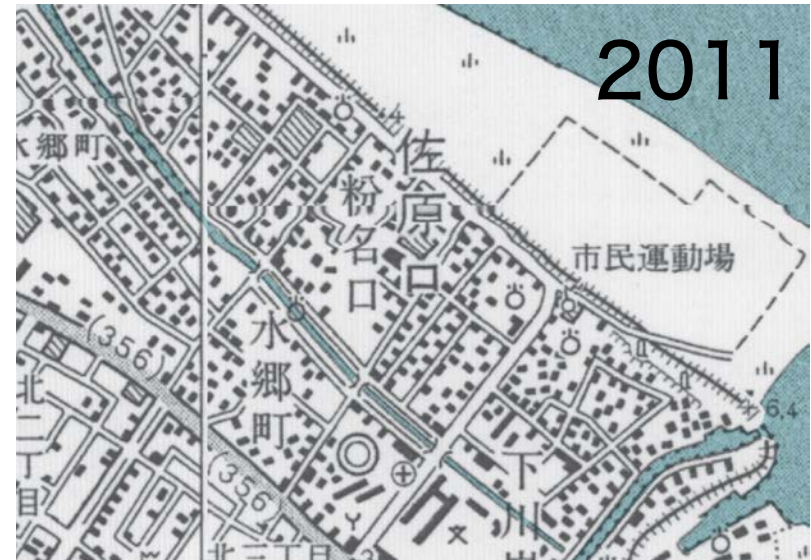 2011
郷町
佐原口
粉名口
市民運動場
(356)
水郷町
北二丁目
(356)
6.4
下川岸
北三丁目